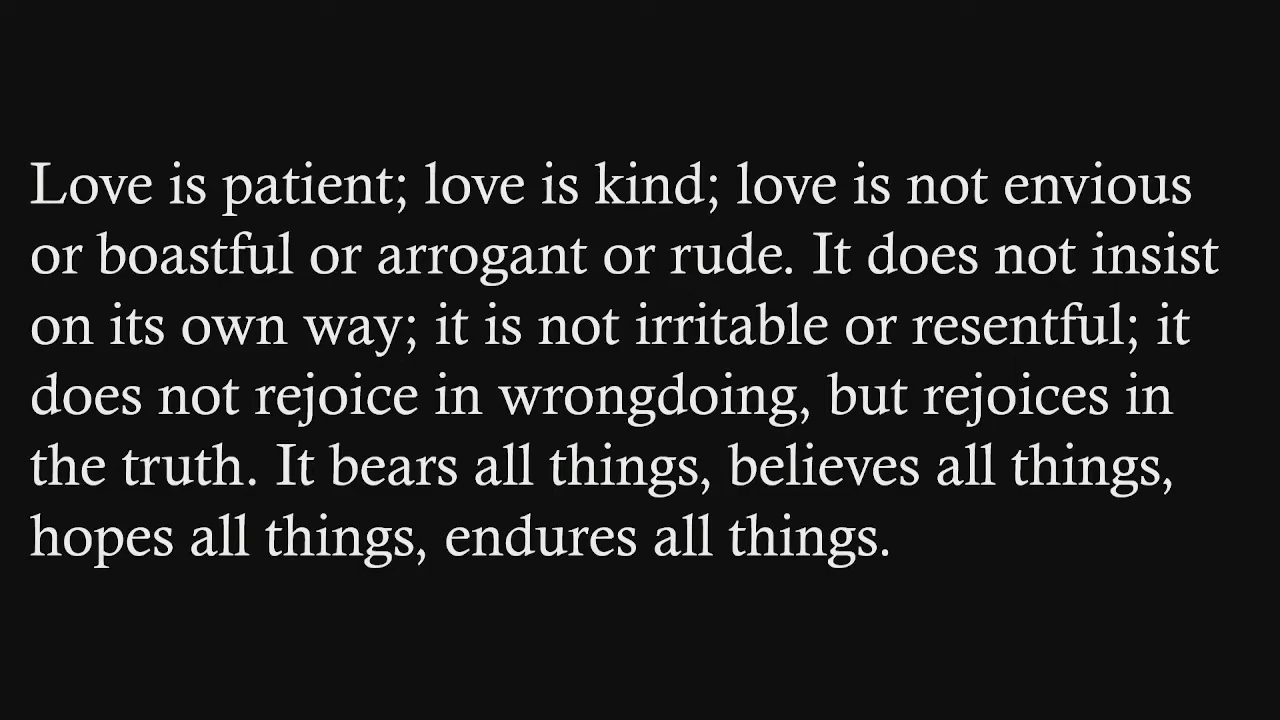 Love is patient; love is kind; love is not envious
or boastful or arrogant or rude. It does not insist
on its own way; it is not irritable or resentful; it
does not rejoice in wrongdoing, but rejoices in
the truth. It bears all things, believes all things,
hopes all things, endures all things.